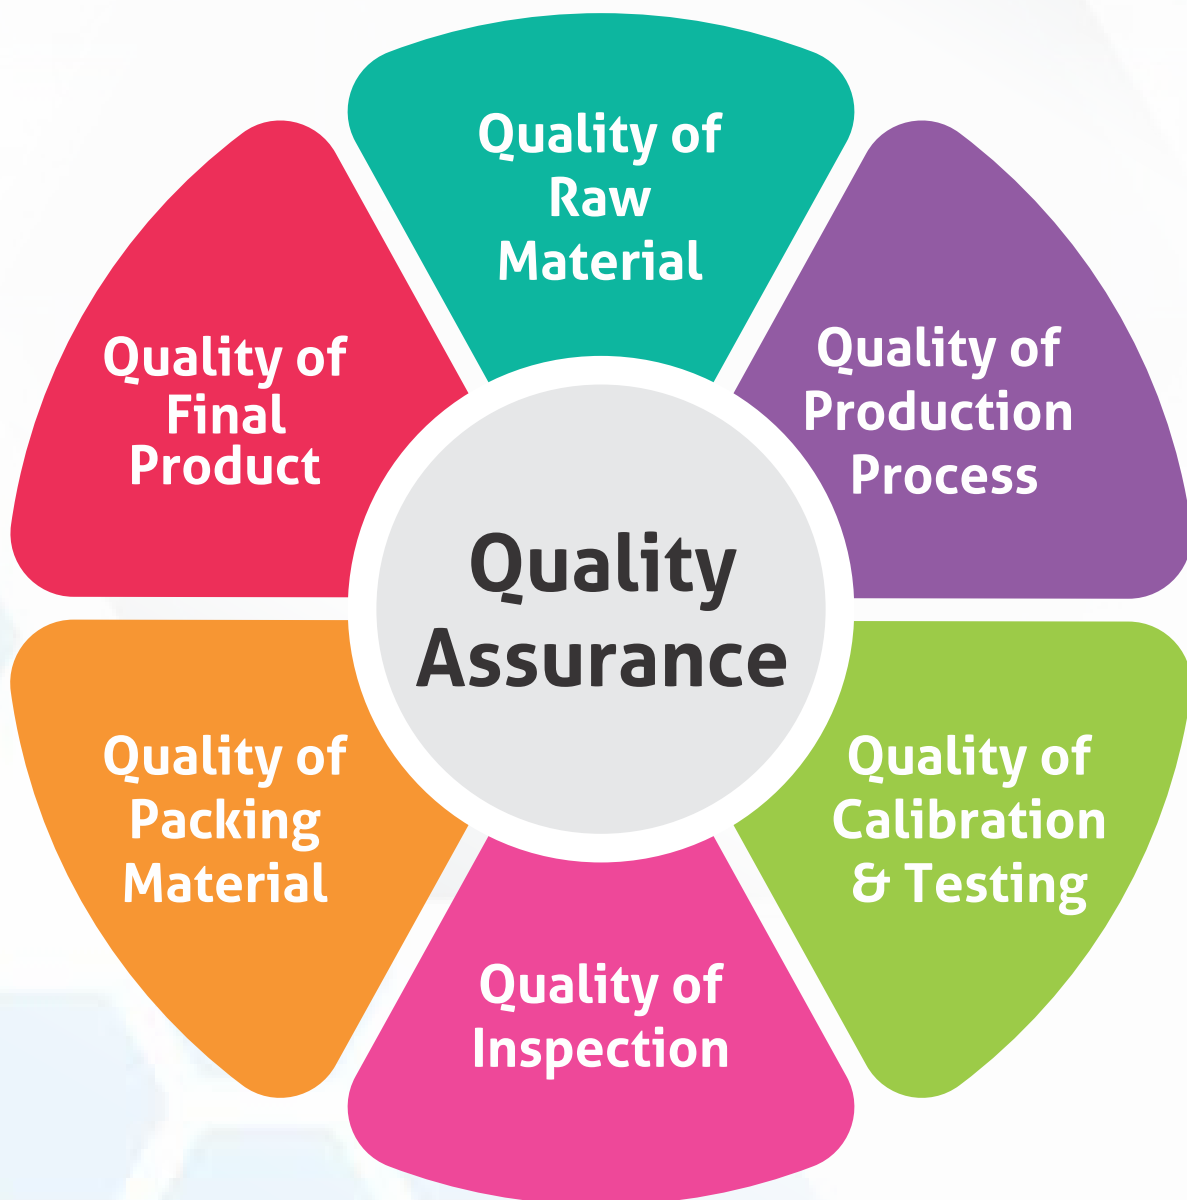 Quality of
Raw
Material
Quality of
Production
Process
Quality of
Calibration
& Testing
Quality of
Inspection
Quality of
Packing
Material
Quality of
Final
Product
Quality
Assurance